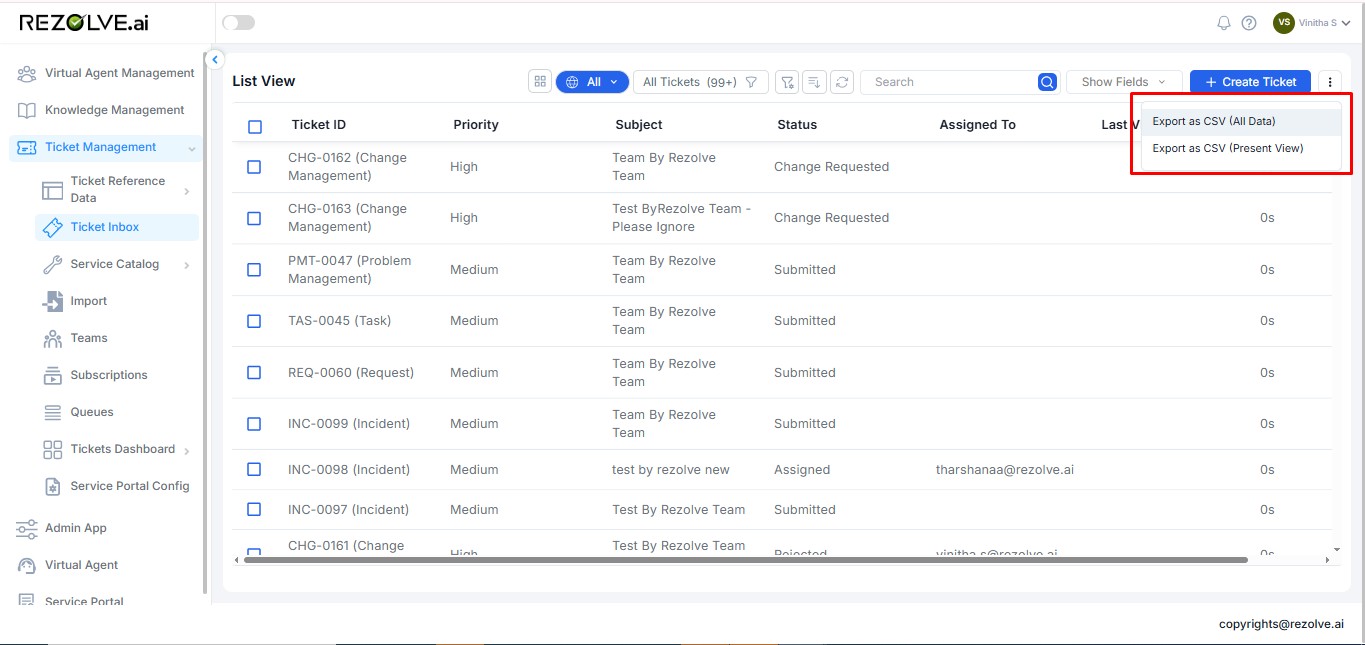 REZOLVE.ai
VS Vinitha S
Virtual Agent Management
Knowledge Management
Ticket Management
Ticket Reference
Data
Ticket Inbox
Service Catalog
Import
Teams
Subscriptions
Queues
Tickets Dashboard
Service Portal Config
Admin App
Virtual Agent
Service Portal
List View
All
All Tickets (99+)
Search
Show Fields
+ Create Ticket
Export as CSV (All Data)
Export as CSV (Present View)
Ticket ID Priority Subject Status Assigned To Last V
CHG-0162 (Change
Management)
High
Team By Rezolve
Team
Change Requested
CHG-0163 (Change
Management)
High
Test ByRezolve Team -
Please Ignore
Change Requested
0s
PMT-0047 (Problem
Management)
Medium
Team By Rezolve
Team
Submitted
0s
TAS-0045 (Task)
Medium
Team By Rezolve
Team
Submitted
0s
REQ-0060 (Request)
Medium
Team By Rezolve
Team
Submitted
0s
INC-0099 (Incident)
Medium
Team By Rezolve
Team
Submitted
0s
INC-0098 (Incident) Medium test by rezolve new Assigned tharshanaa@rezolve.ai 0s
INC-0097 (Incident) Medium Test By Rezolve Team Submitted 0s
CHG-0161 (Change
High
Test By Rezolve Team
Rejected
vinitha.s@rezolve.ai
0s
copyrights@rezolve.ai